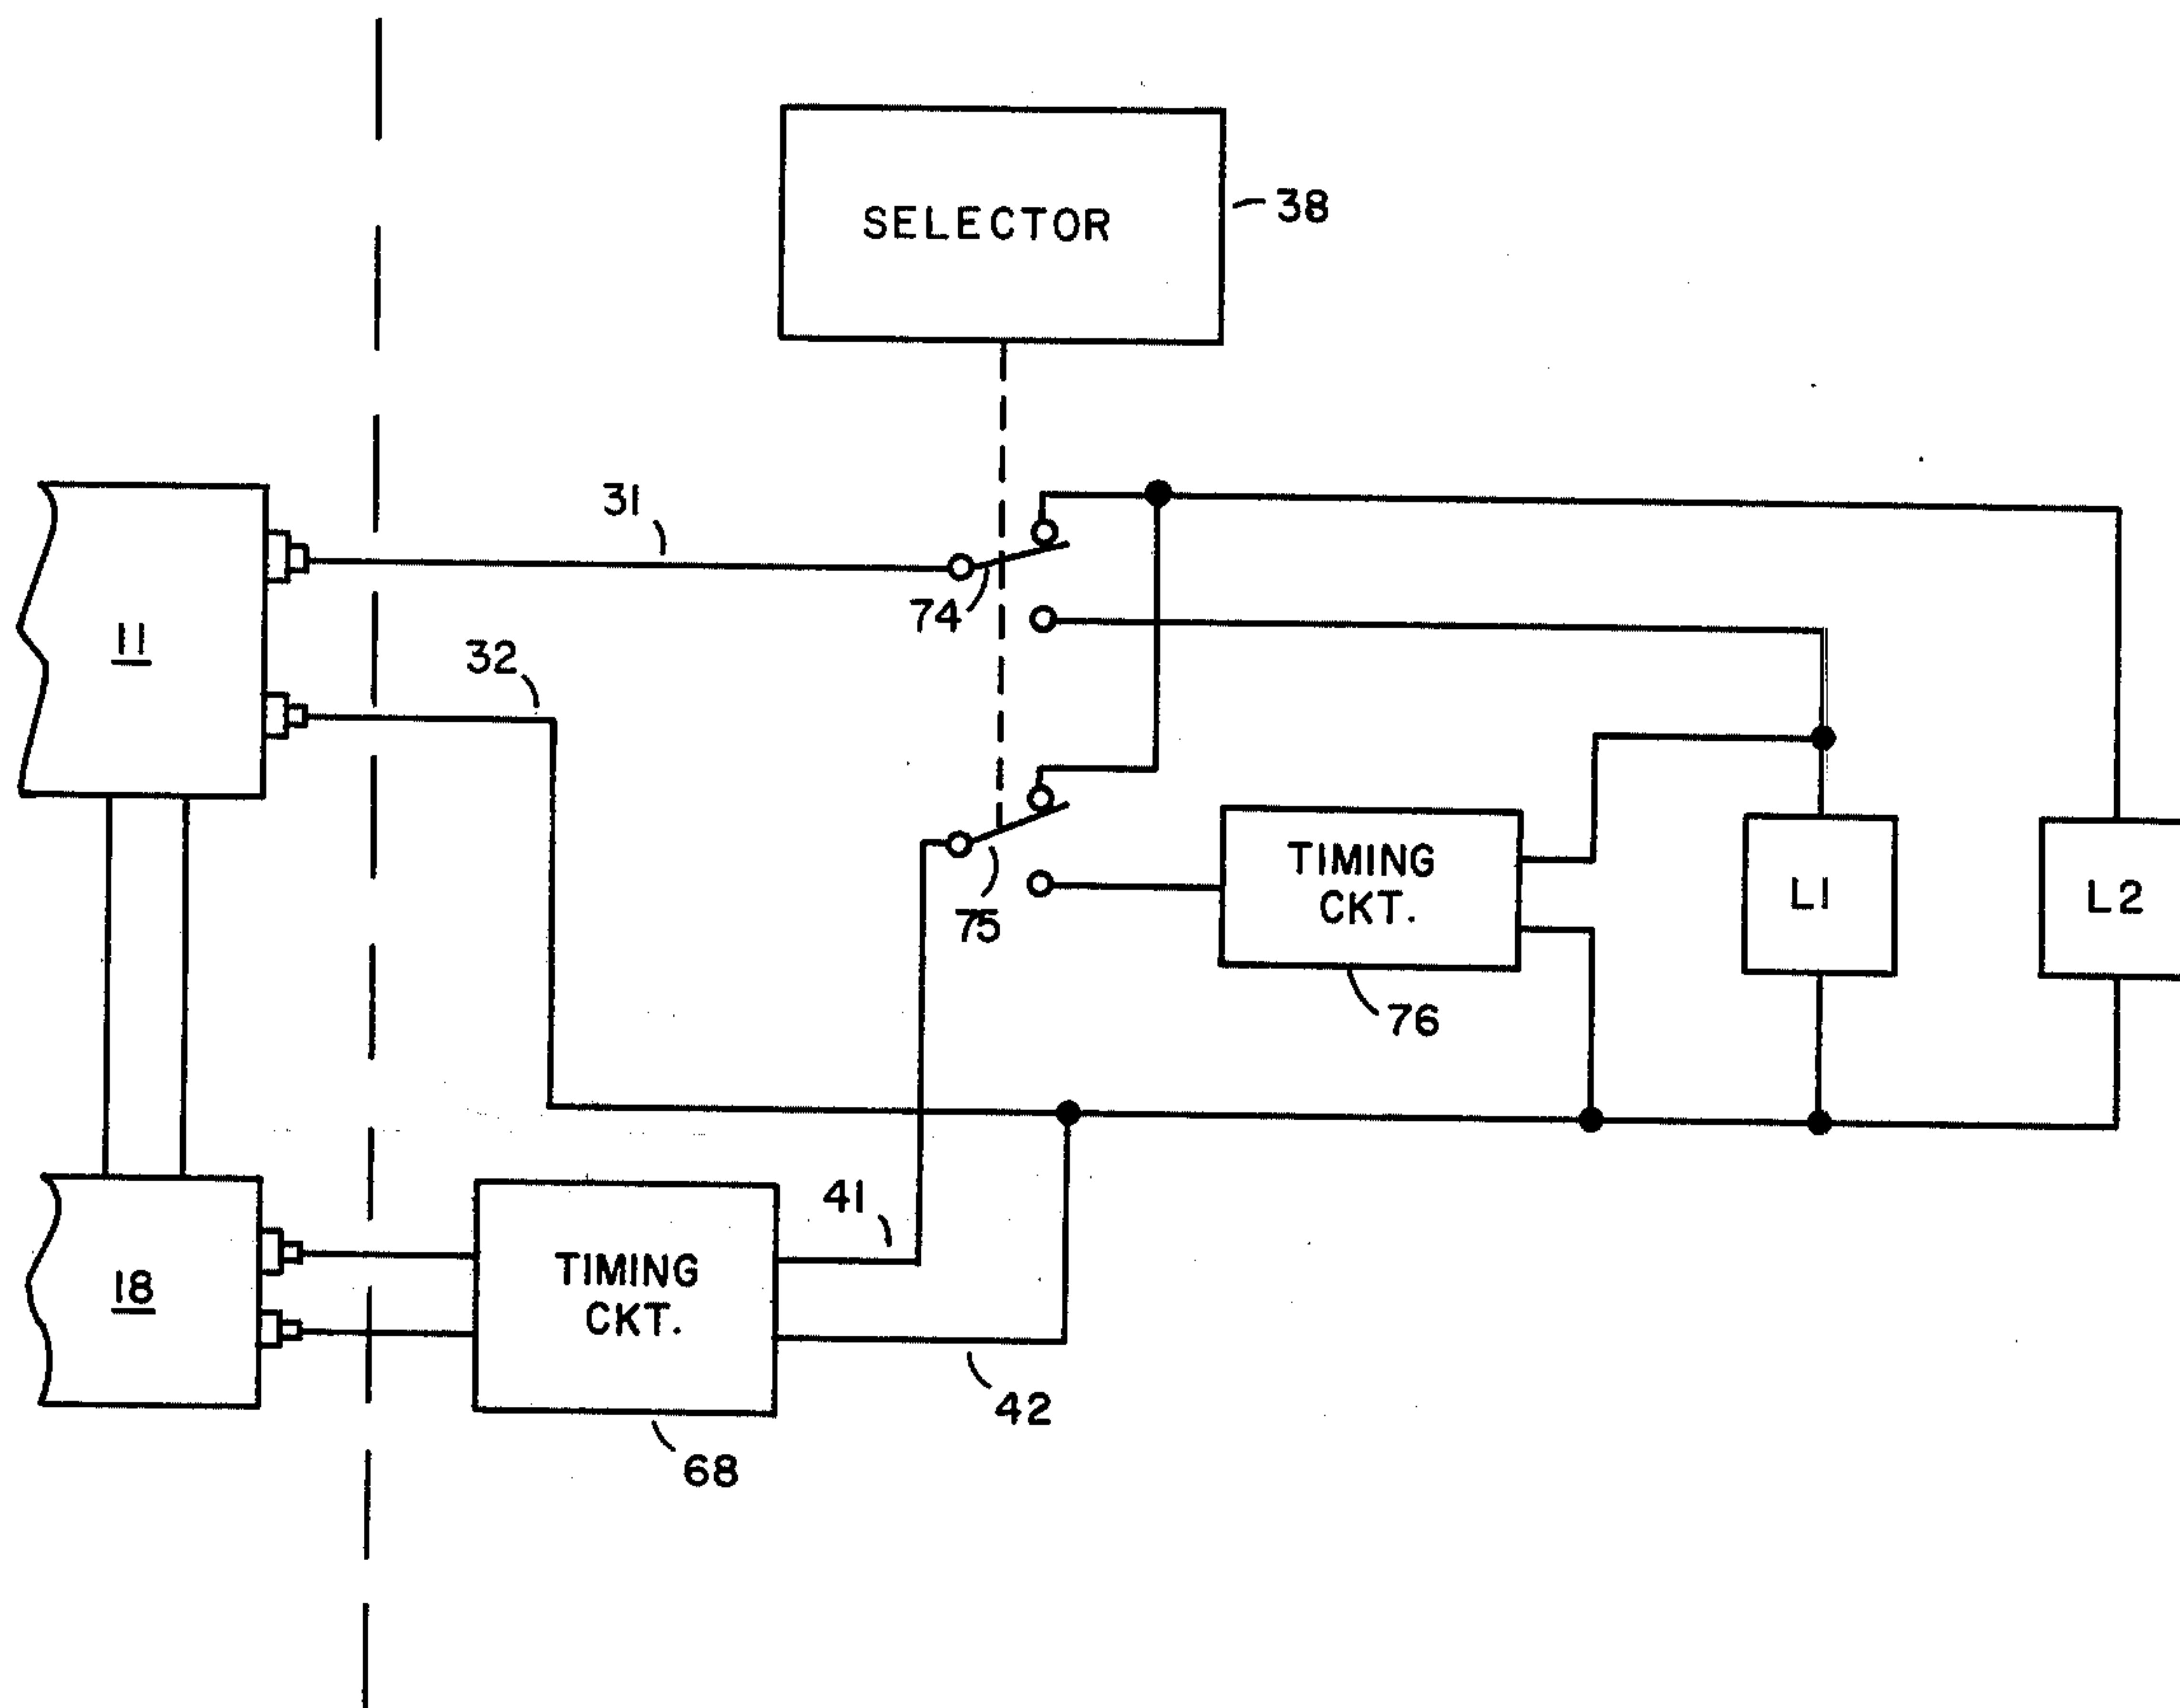 SELECTOR
38
31
74
11
32
75
TIMING
CKT.
76
L1
L2
41
18
TIMING
CKT.
42
68